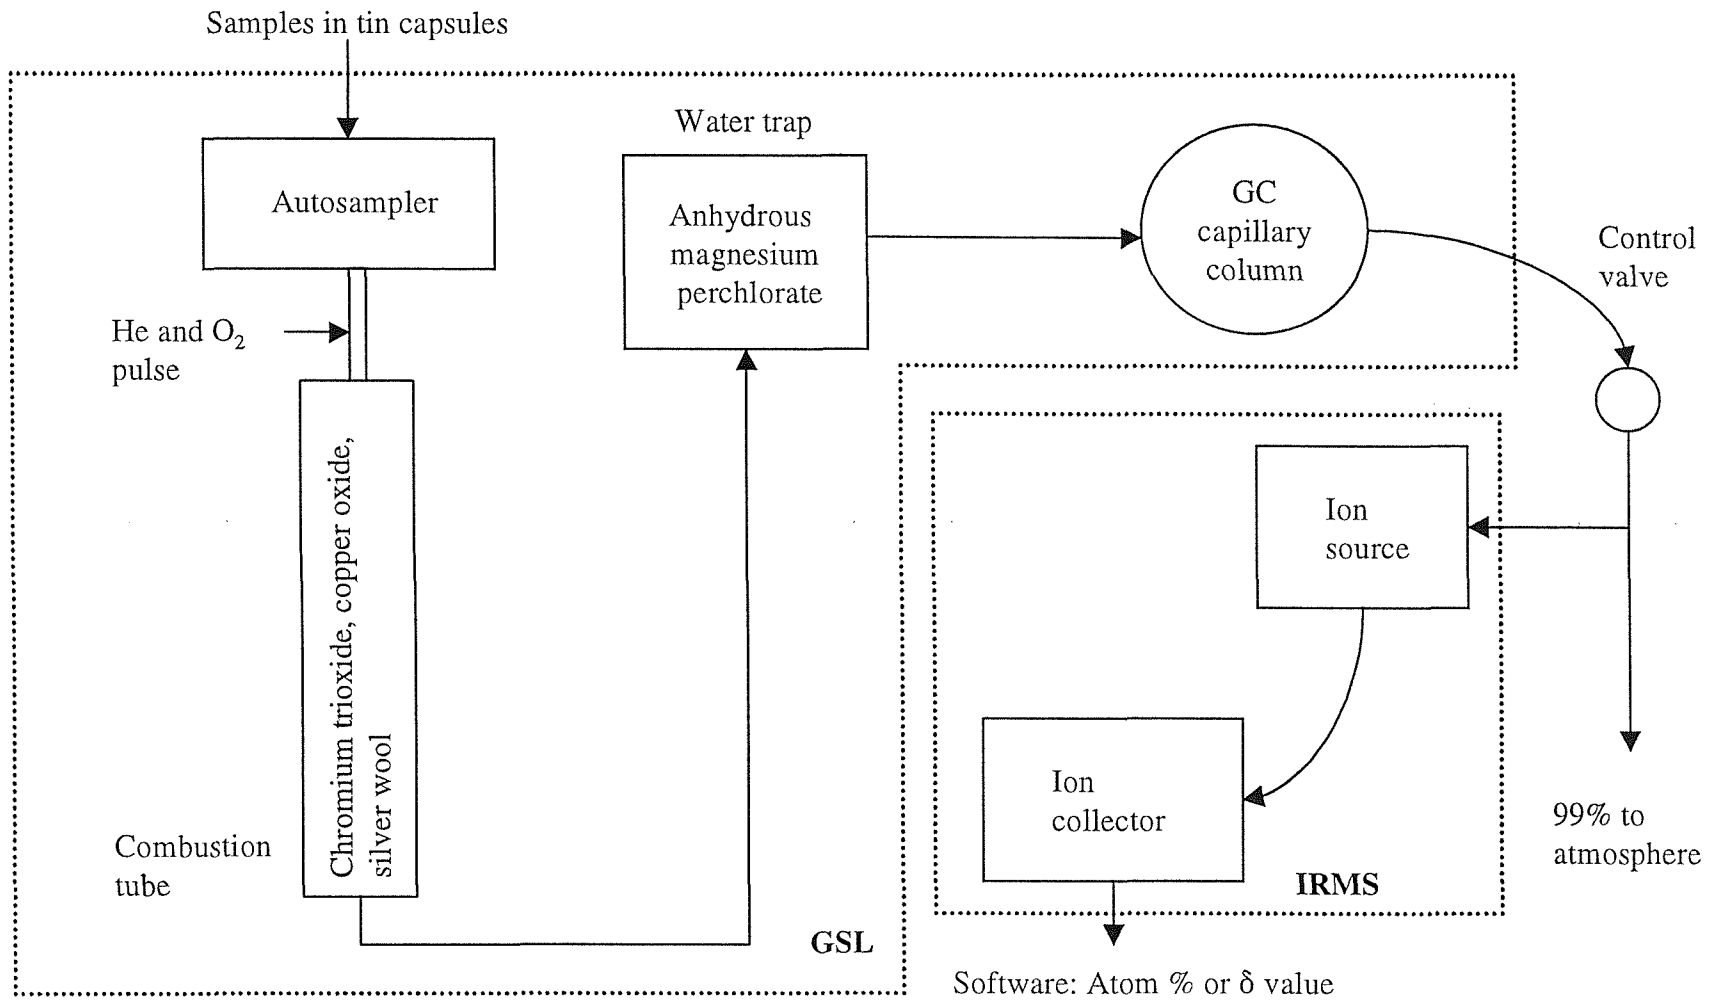 Samples in tin capsules
Autosampler
He and O₂
pulse
Chromium trioxide, copper oxide,
silver wool
Combustion
tube
Water trap
Anhydrous
magnesium
perchlorate
GC
capillary
column
Control
valve
Ion
source
Ion
collector
99% to
atmosphere
IRMS
GSL
Software: Atom % or δ value